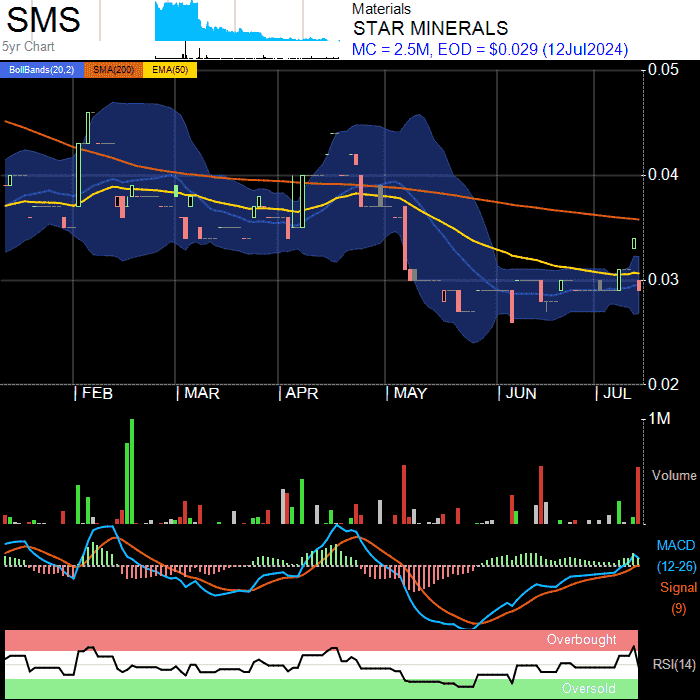 SMS
5yr Chart
Materials
STAR MINERALS
MC = 2.5M, EOD = $0.029 (12Jul2024)
BollBands(20,2) SMA(200) EMA(50)
0.05
0.04
0.03
0.02
| FEB | MAR | APR | MAY | JUN | JUL
1M
Volume
MACD
(12-26)
Signal
(9)
Overbought
RSI(14)
Oversold